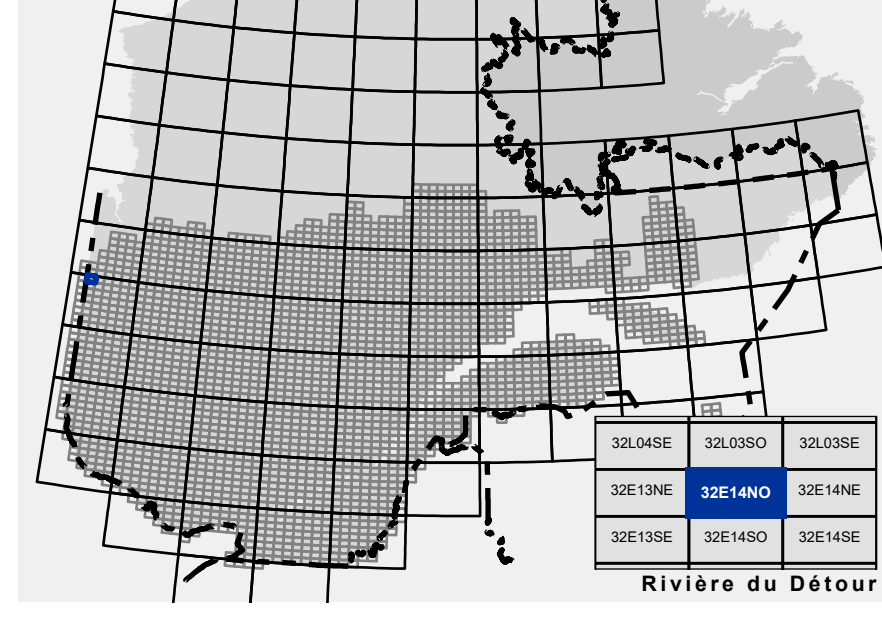 32L04SE 32L03SO 32L03SE
32E13NE 32E14NO 32E14NE
32E13SE 32E14SO 32E14SE
Rivière du Détour